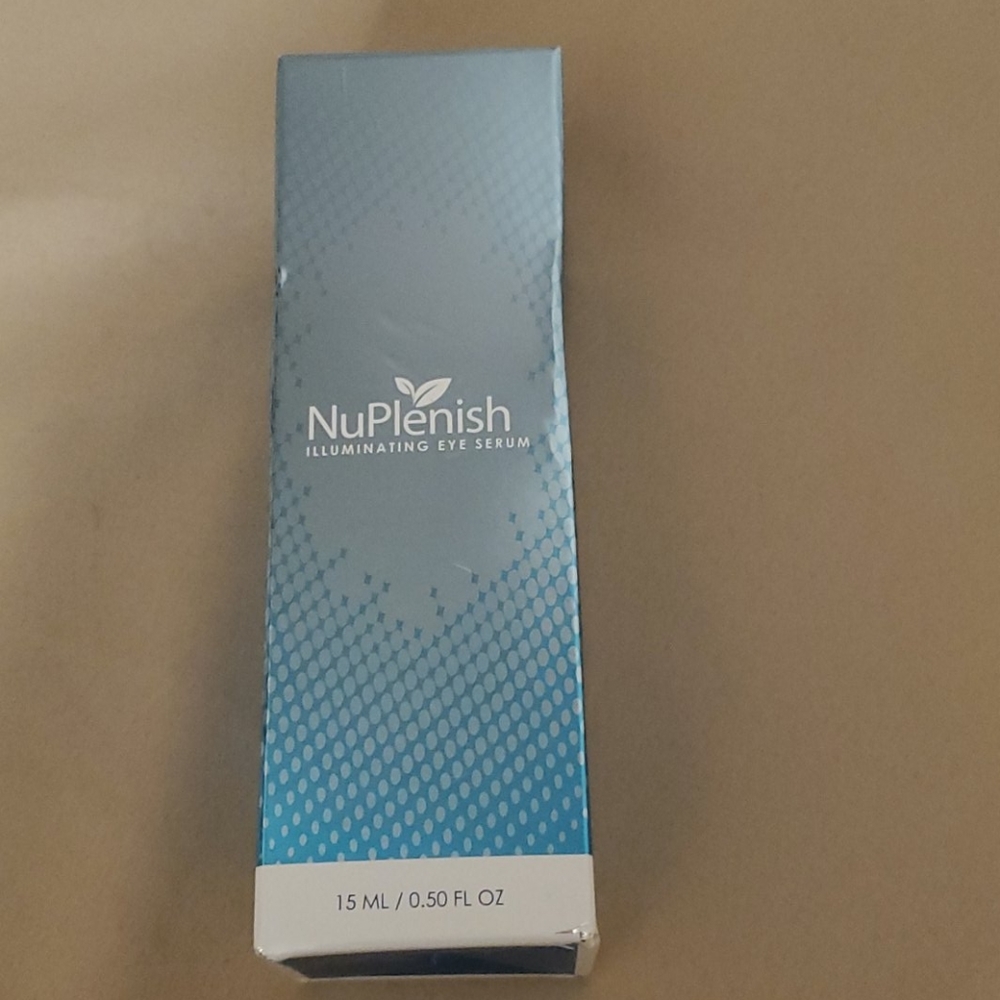 NuPlenish
ILLUMINATING EYE SERUM
15 ML / 0.50 FL OZ